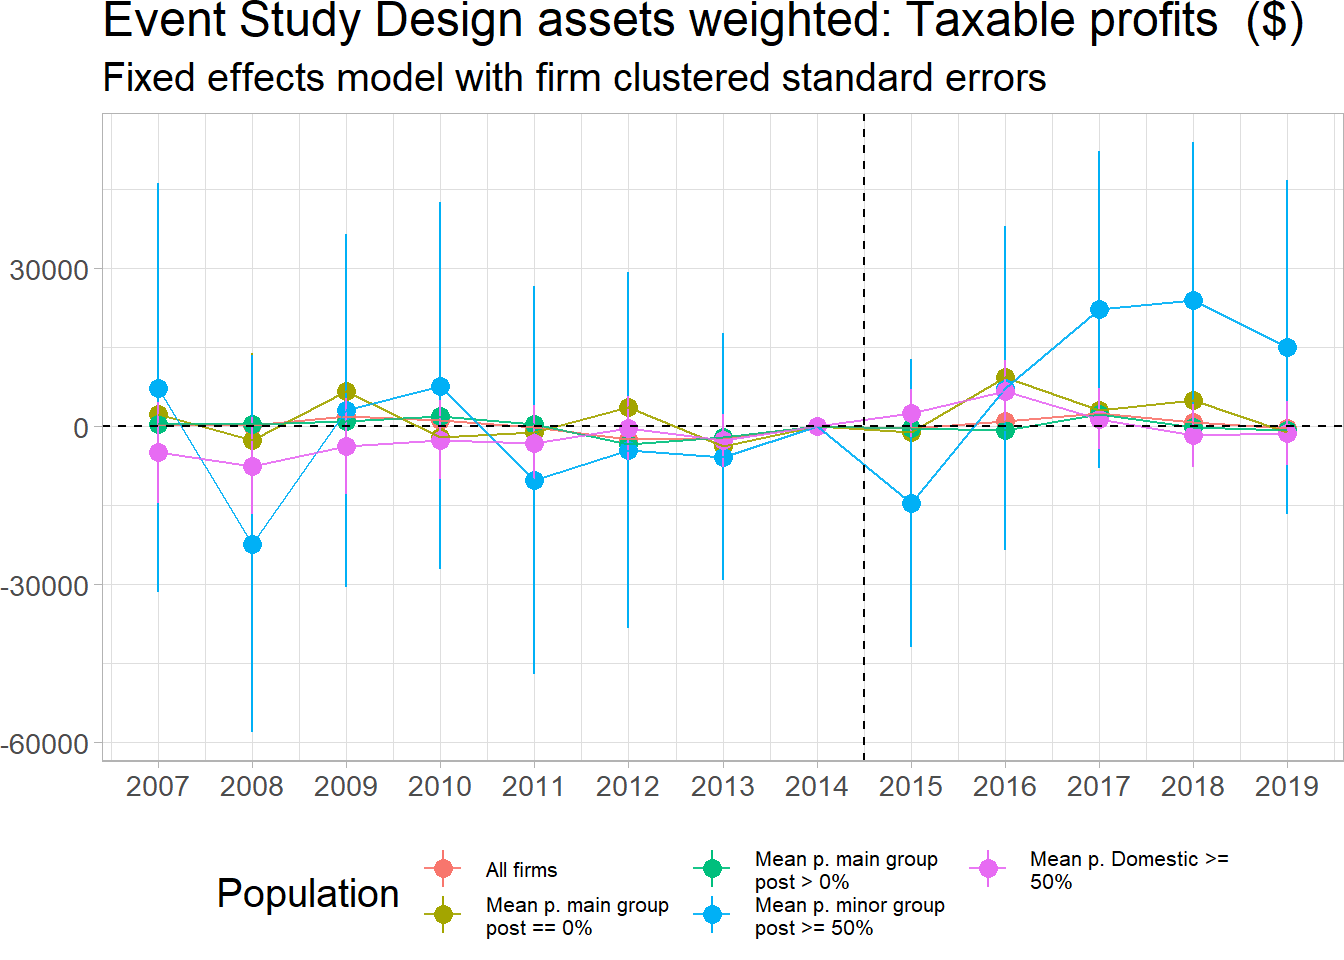 Event Study Design assets weighted: Taxable profits  ($)
Fixed effects model with firm clustered standard errors
30000
0
-30000
-60000
2007 2008 2009 2010 2011 2012 2013 2014 2015 2016 2017 2018 2019
Population
All firms
Mean p. main group
post == 0%
Mean p. main group
post > 0%
Mean p. minor group
post >= 50%
Mean p. Domestic >=
50%